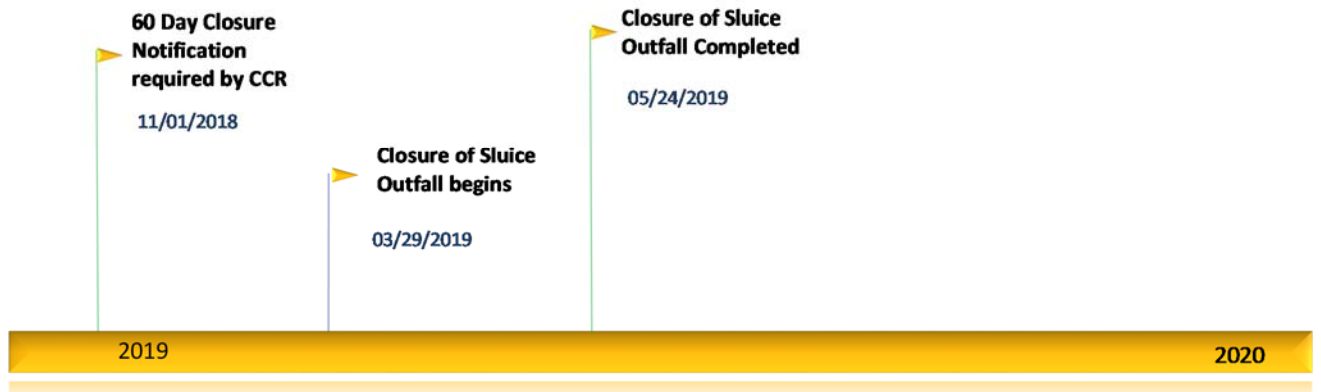 60 Day Closure
Notification
required by CCR
11/01/2018
Closure of Sluice
Outfall begins
03/29/2019
Closure of Sluice
Outfall Completed
05/24/2019
2019
2020